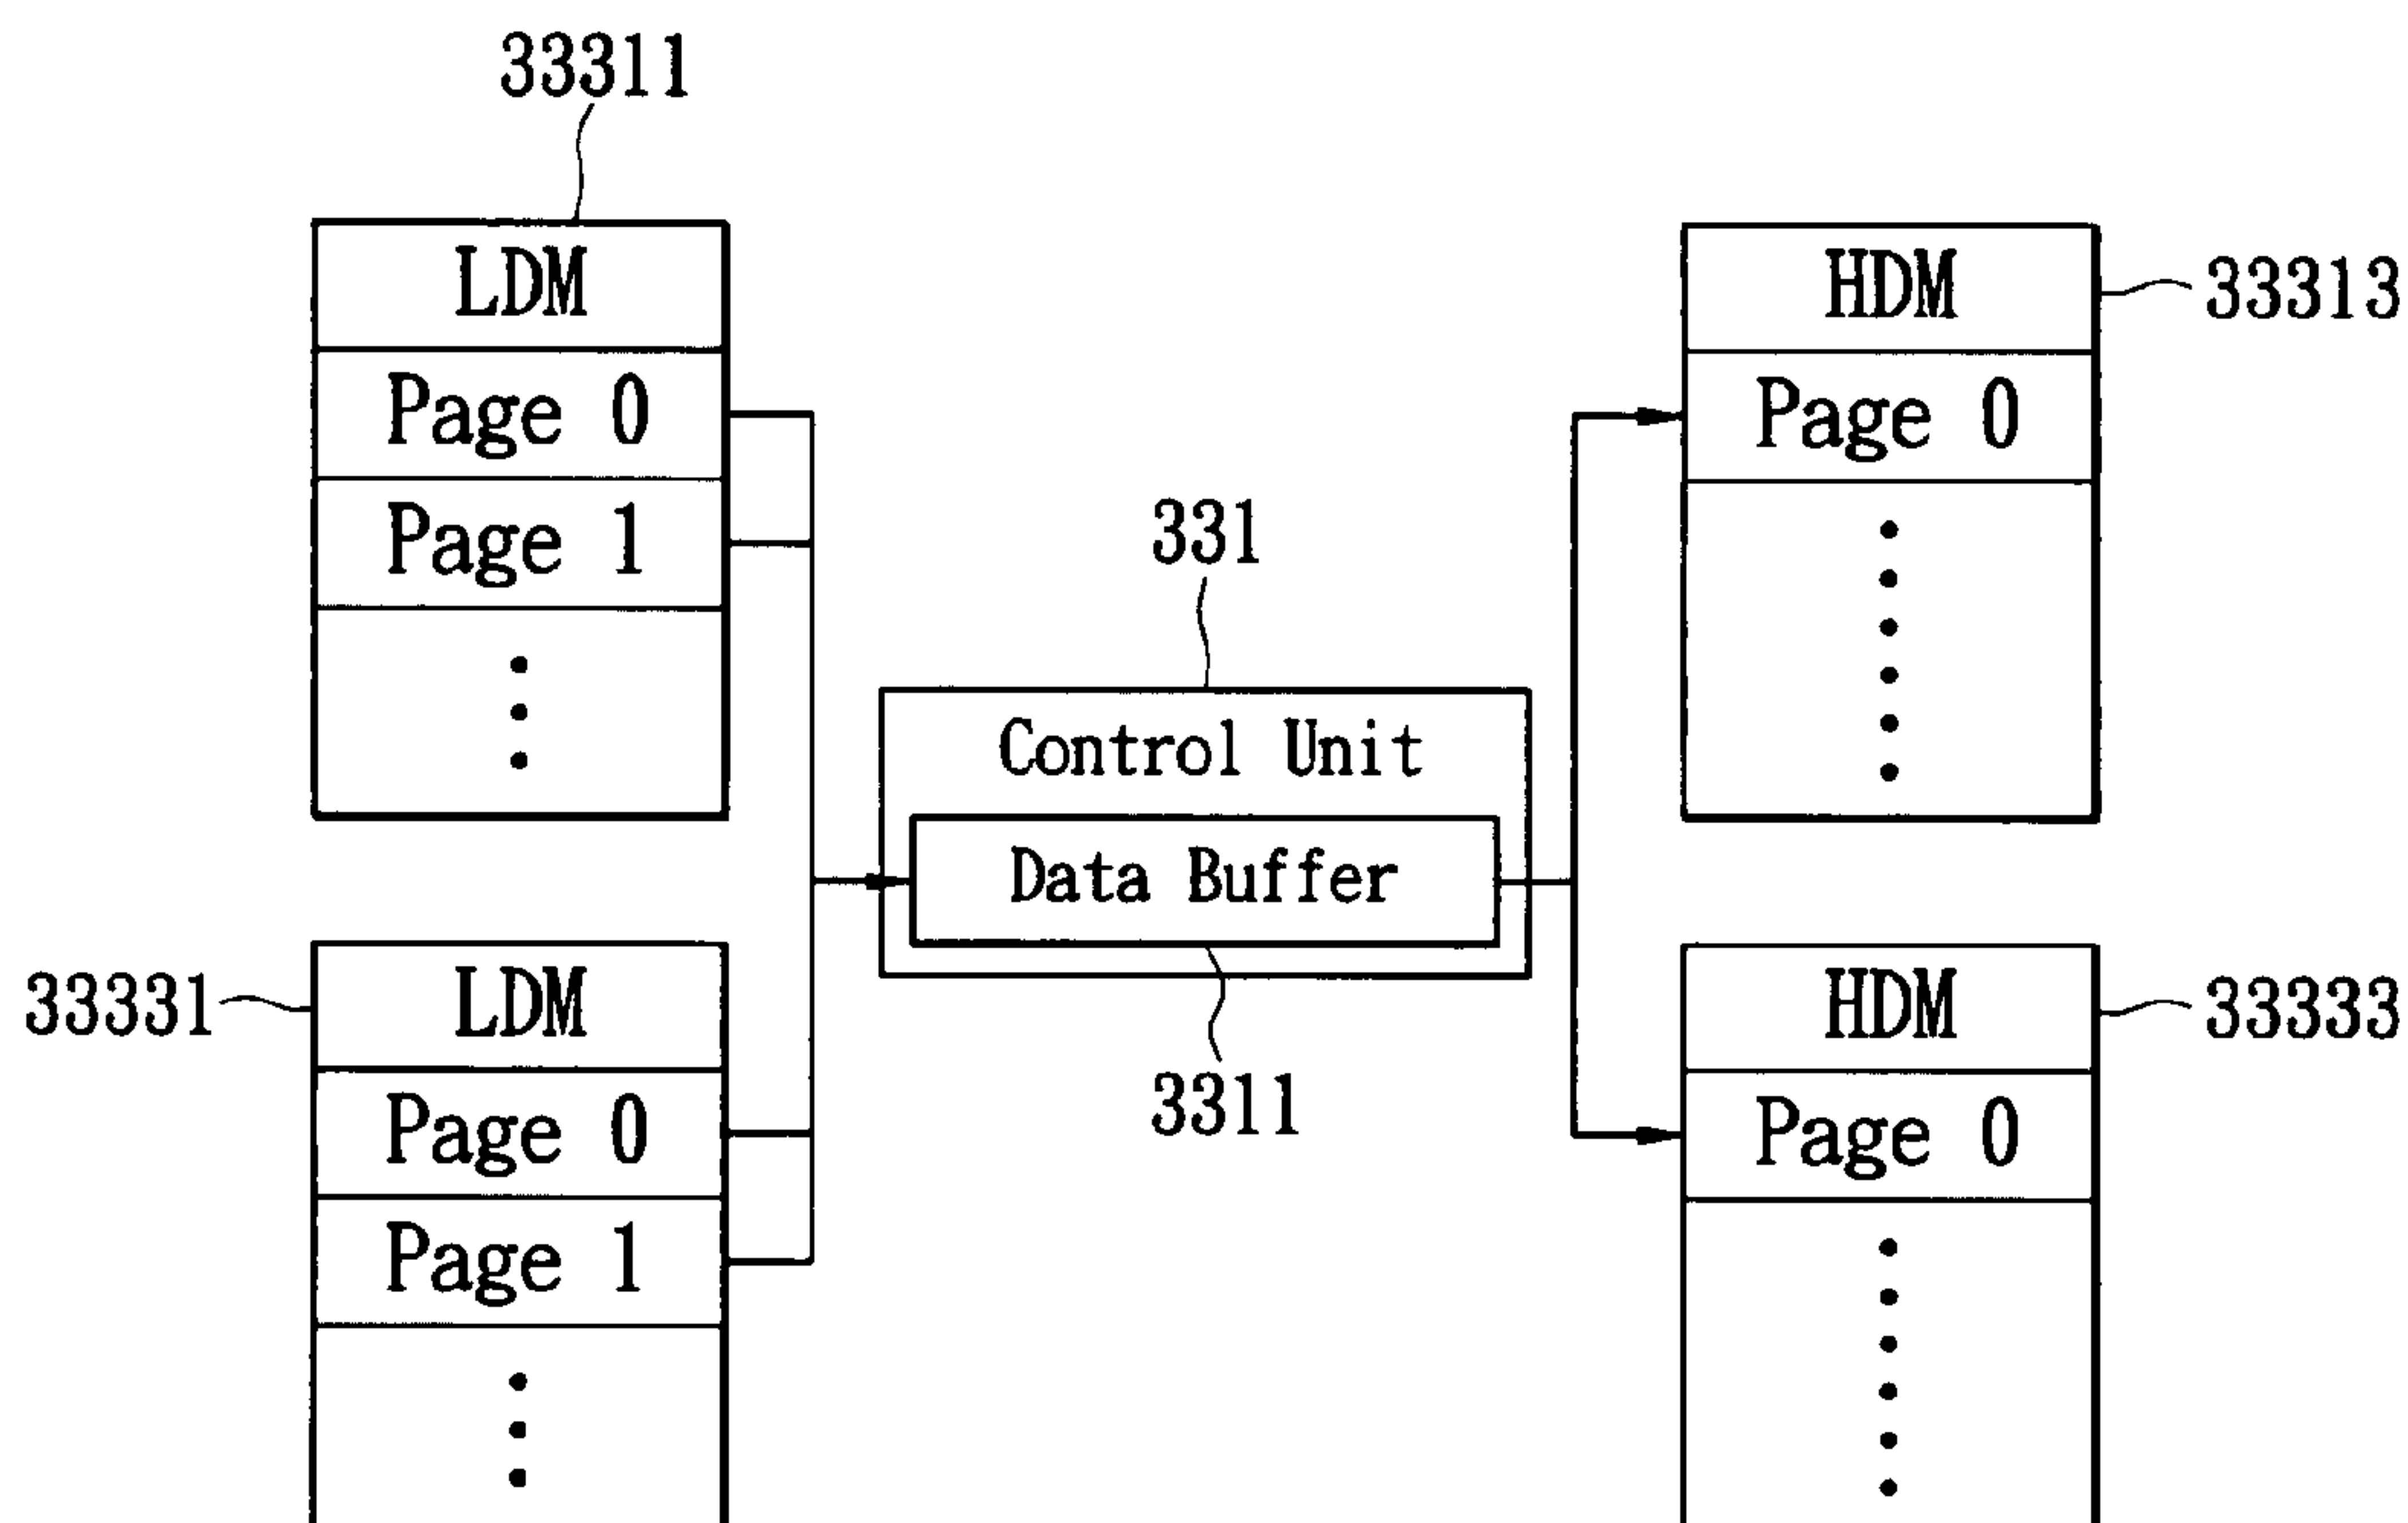 33311
LDM
Page 0
Page 1
33331
LDM
Page 0
Page 1
331
Control Unit
Data Buffer
3311
HDM
33313
Page 0
HDM
33333
Page 0